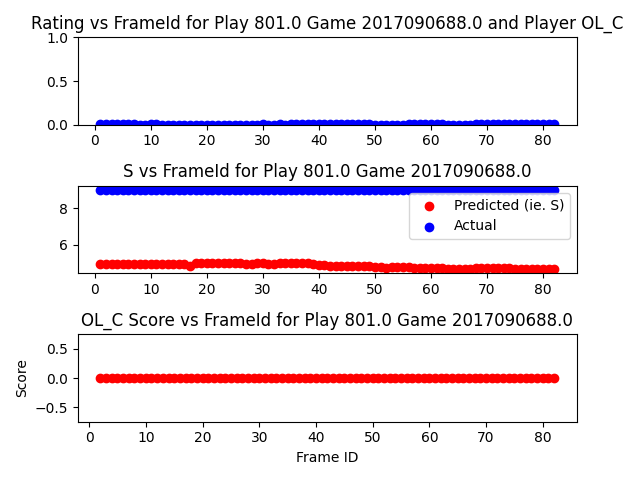 Rating vs FrameId for Play 801.0 Game 2017090688.0 and Player OL_C
1.0
0.5
0.0
0 10 20 30 40 50 60 70 80
S vs FrameId for Play 801.0 Game 2017090688.0
8
6
Predicted (ie. S)
Actual
0 10 20 30 40 50 60 70 80
OL_C Score vs FrameId for Play 801.0 Game 2017090688.0
Score
0.5
0.0
−0.5
0 10 20 30 40 50 60 70 80
Frame ID